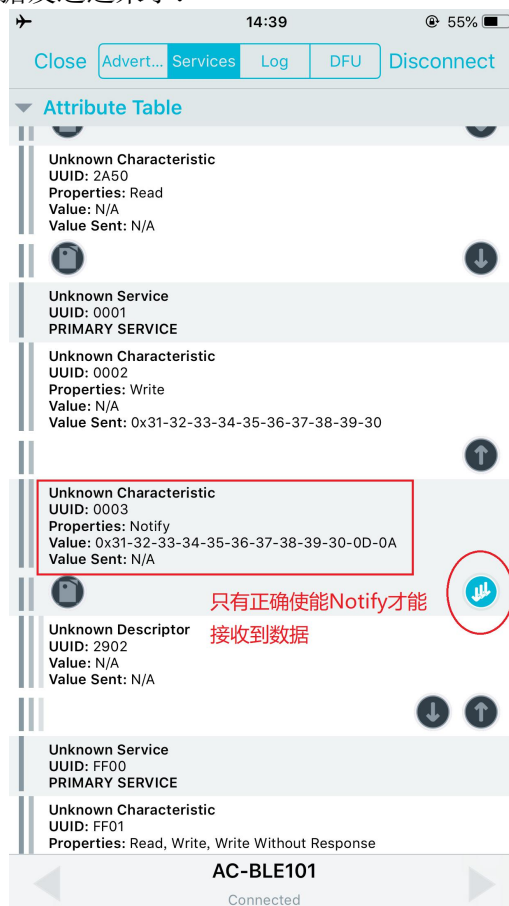 14:39
55%
Close
Advert...
Services
Log
DFU
Disconnect
Attribute Table
Unknown Characteristic
UUID: 2A50
Properties: Read
Value: N/A
Value Sent: N/A
Unknown Service
UUID: 0001
PRIMARY SERVICE
Unknown Characteristic
UUID: 0002
Properties: Write
Value: N/A
Value Sent: 0x31-32-33-34-35-36-37-38-39-30
Unknown Characteristic
UUID: 0003
Properties: Notify
Value: 0x31-32-33-34-35-36-37-38-39-30-0D-0A
Value Sent: N/A
只有正确使能Notify才能
接收到数据
Unknown Descriptor
UUID: 2902
Value: N/A
Value Sent: N/A
Unknown Service
UUID: FF00
PRIMARY SERVICE
Unknown Characteristic
UUID: FF01
Properties: Read, Write, Write Without Response
AC-BLE101
Connected